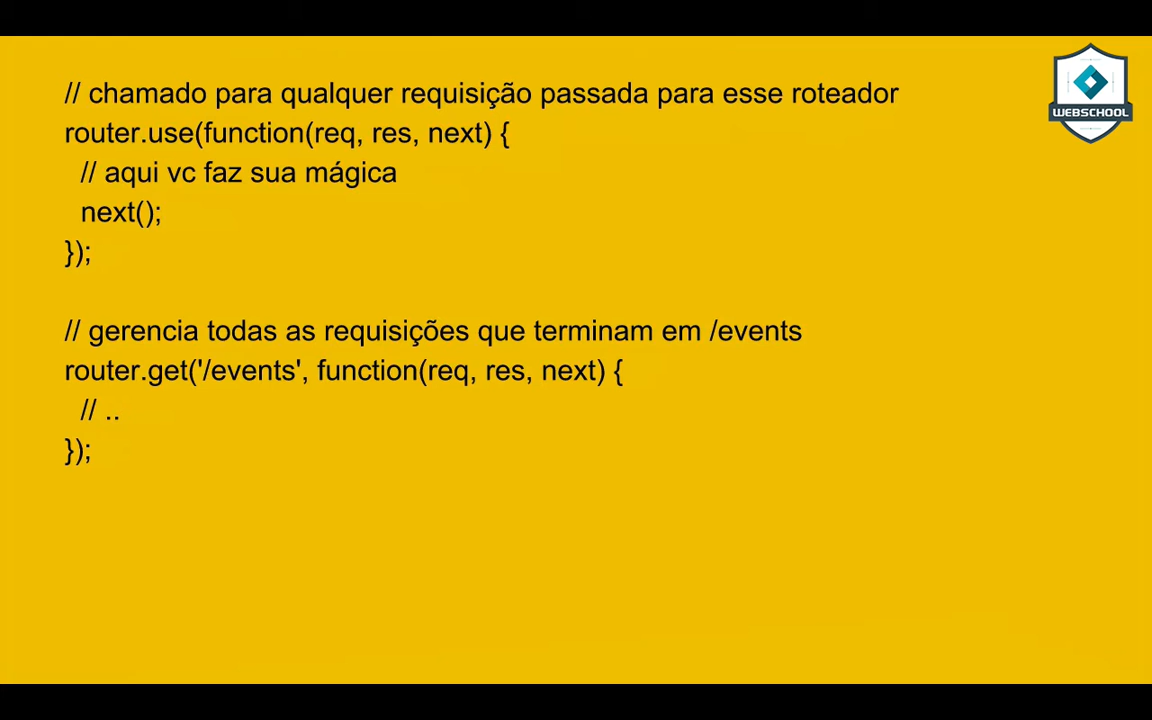 // chamado para qualquer requisição passada para esse roteador
router.use(function(req, res, next) {
// aqui vc faz sua mágica
next();
});
// gerencia todas as requisições que terminam em /events
router.get('/events', function(req, res, next) {
// ..
});
WEBSCHOOL